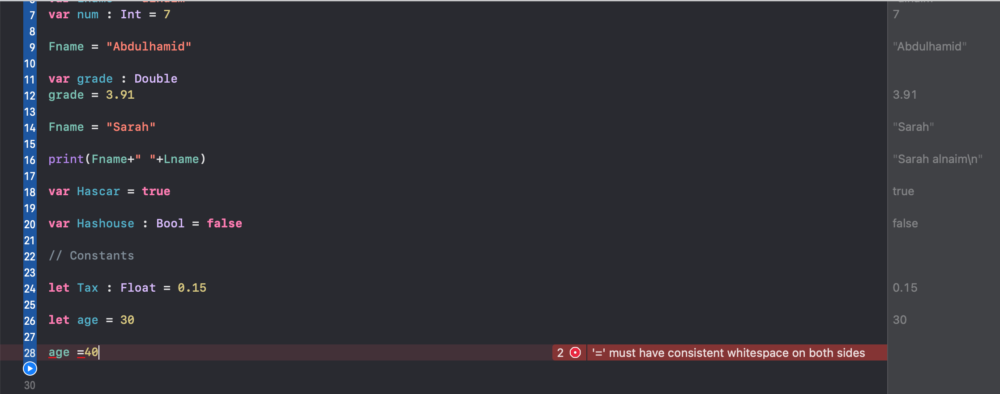 7 var num : Int = 7 7
8
9 Fname = "Abdulhamid" "Abdulhamid"
10
11 var grade : Double
12 grade = 3.91 3.91
13
14 Fname = "Sarah" "Sarah"
15
16 print(Fname+" "+Lname) "Sarah alnaim\n"
17
18 var Hascar = true true
19
20 var Hashouse : Bool = false false
21
22 // Constants
23
24 let Tax : Float = 0.15 0.15
25
26 let age = 30 30
27
28 age =40 2 '=' must have consistent whitespace on both sides
30